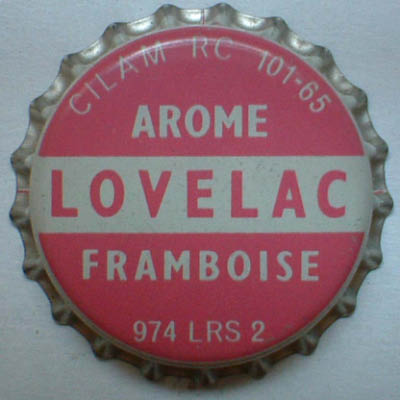 CILAM RC 101-65
AROME
LOVELAC
FRAMBOISE
974 LRS 2